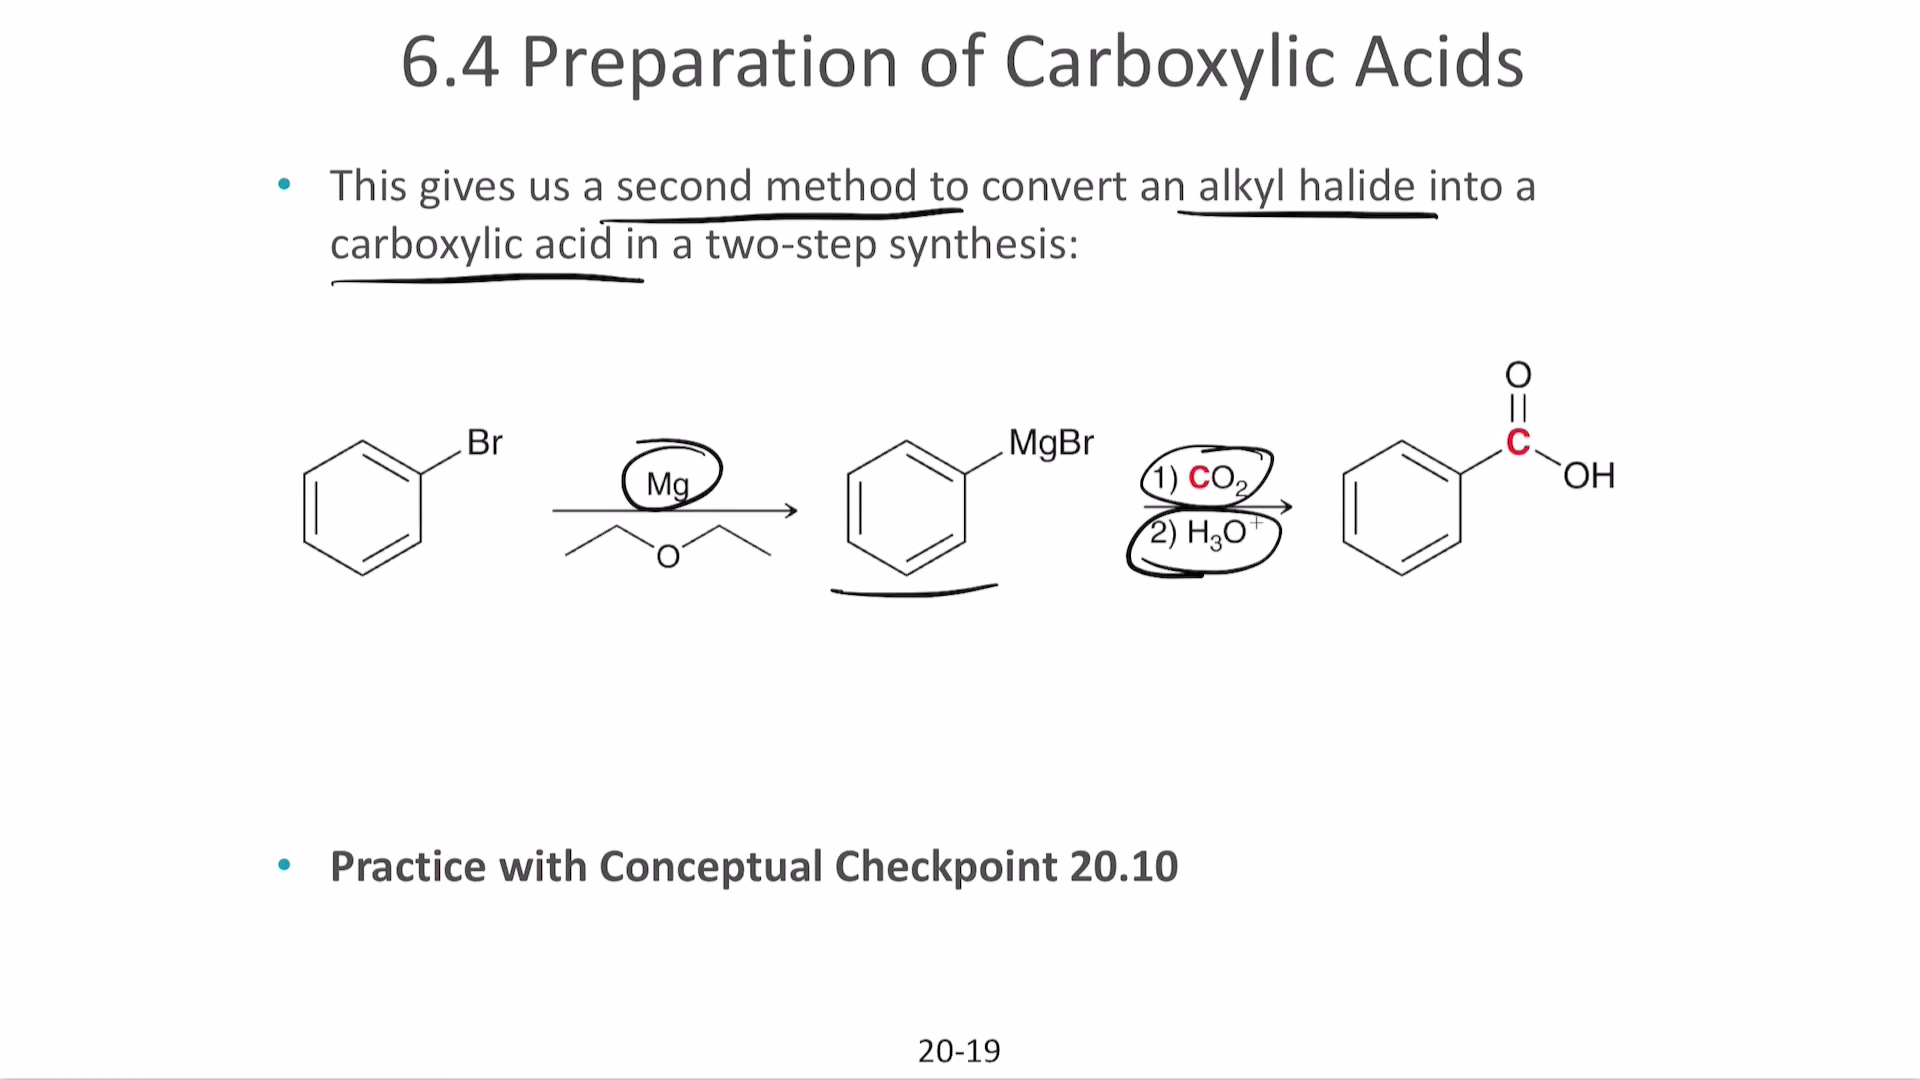 6.4 Preparation of Carboxylic Acids
• This gives us a second method to convert an alkyl halide into a
carboxylic acid in a two-step synthesis:
Br
Mg
O
MgBr
1) CO₂
2) H₃O⁺
O
C
OH
• Practice with Conceptual Checkpoint 20.10
20-19